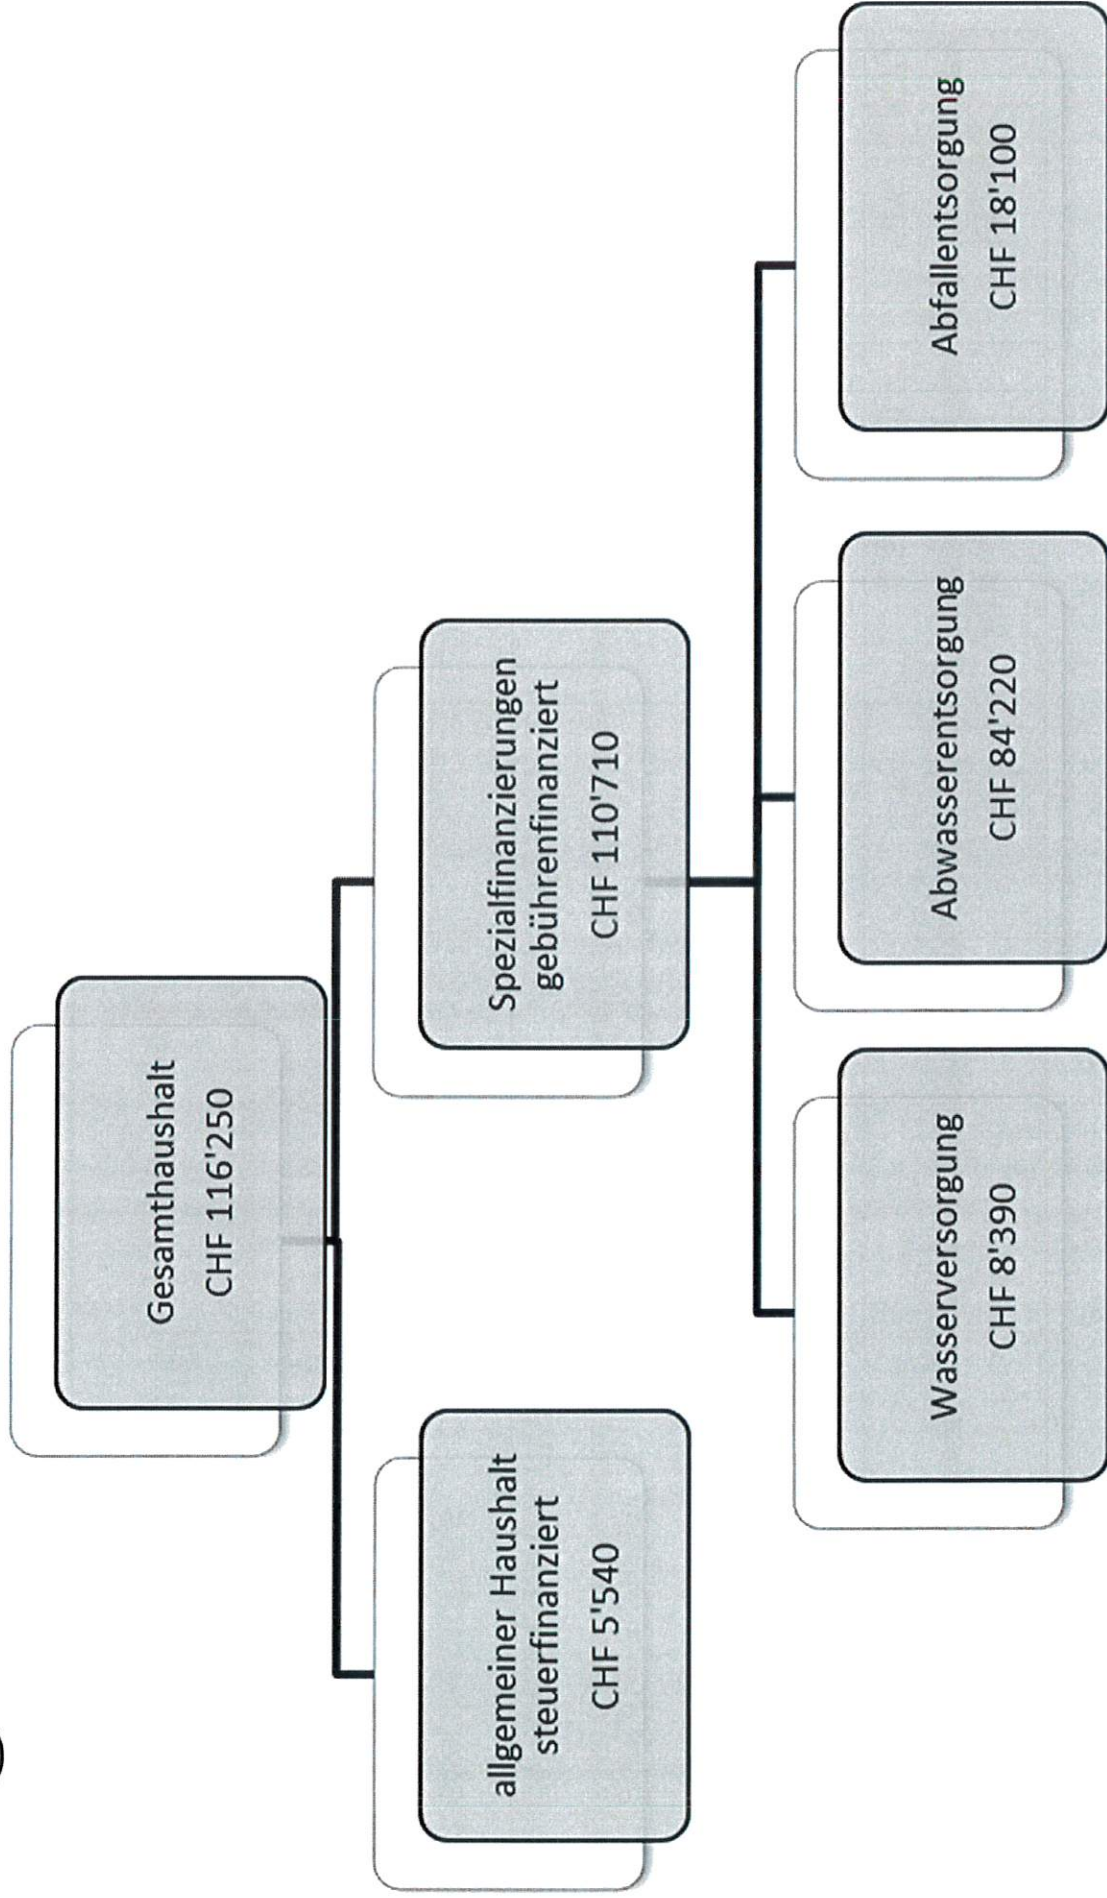 Gesamthaushalt
CHF 116'250
allgemeiner Haushalt
steuerfinanziert
CHF 5'540
Spezialfinanzierungen
gebührenfinanziert
CHF 110'710
Wasserversorgung
CHF 8'390
Abwasserentsorgung
CHF 84'220
Abfallentsorgung
CHF 18'100